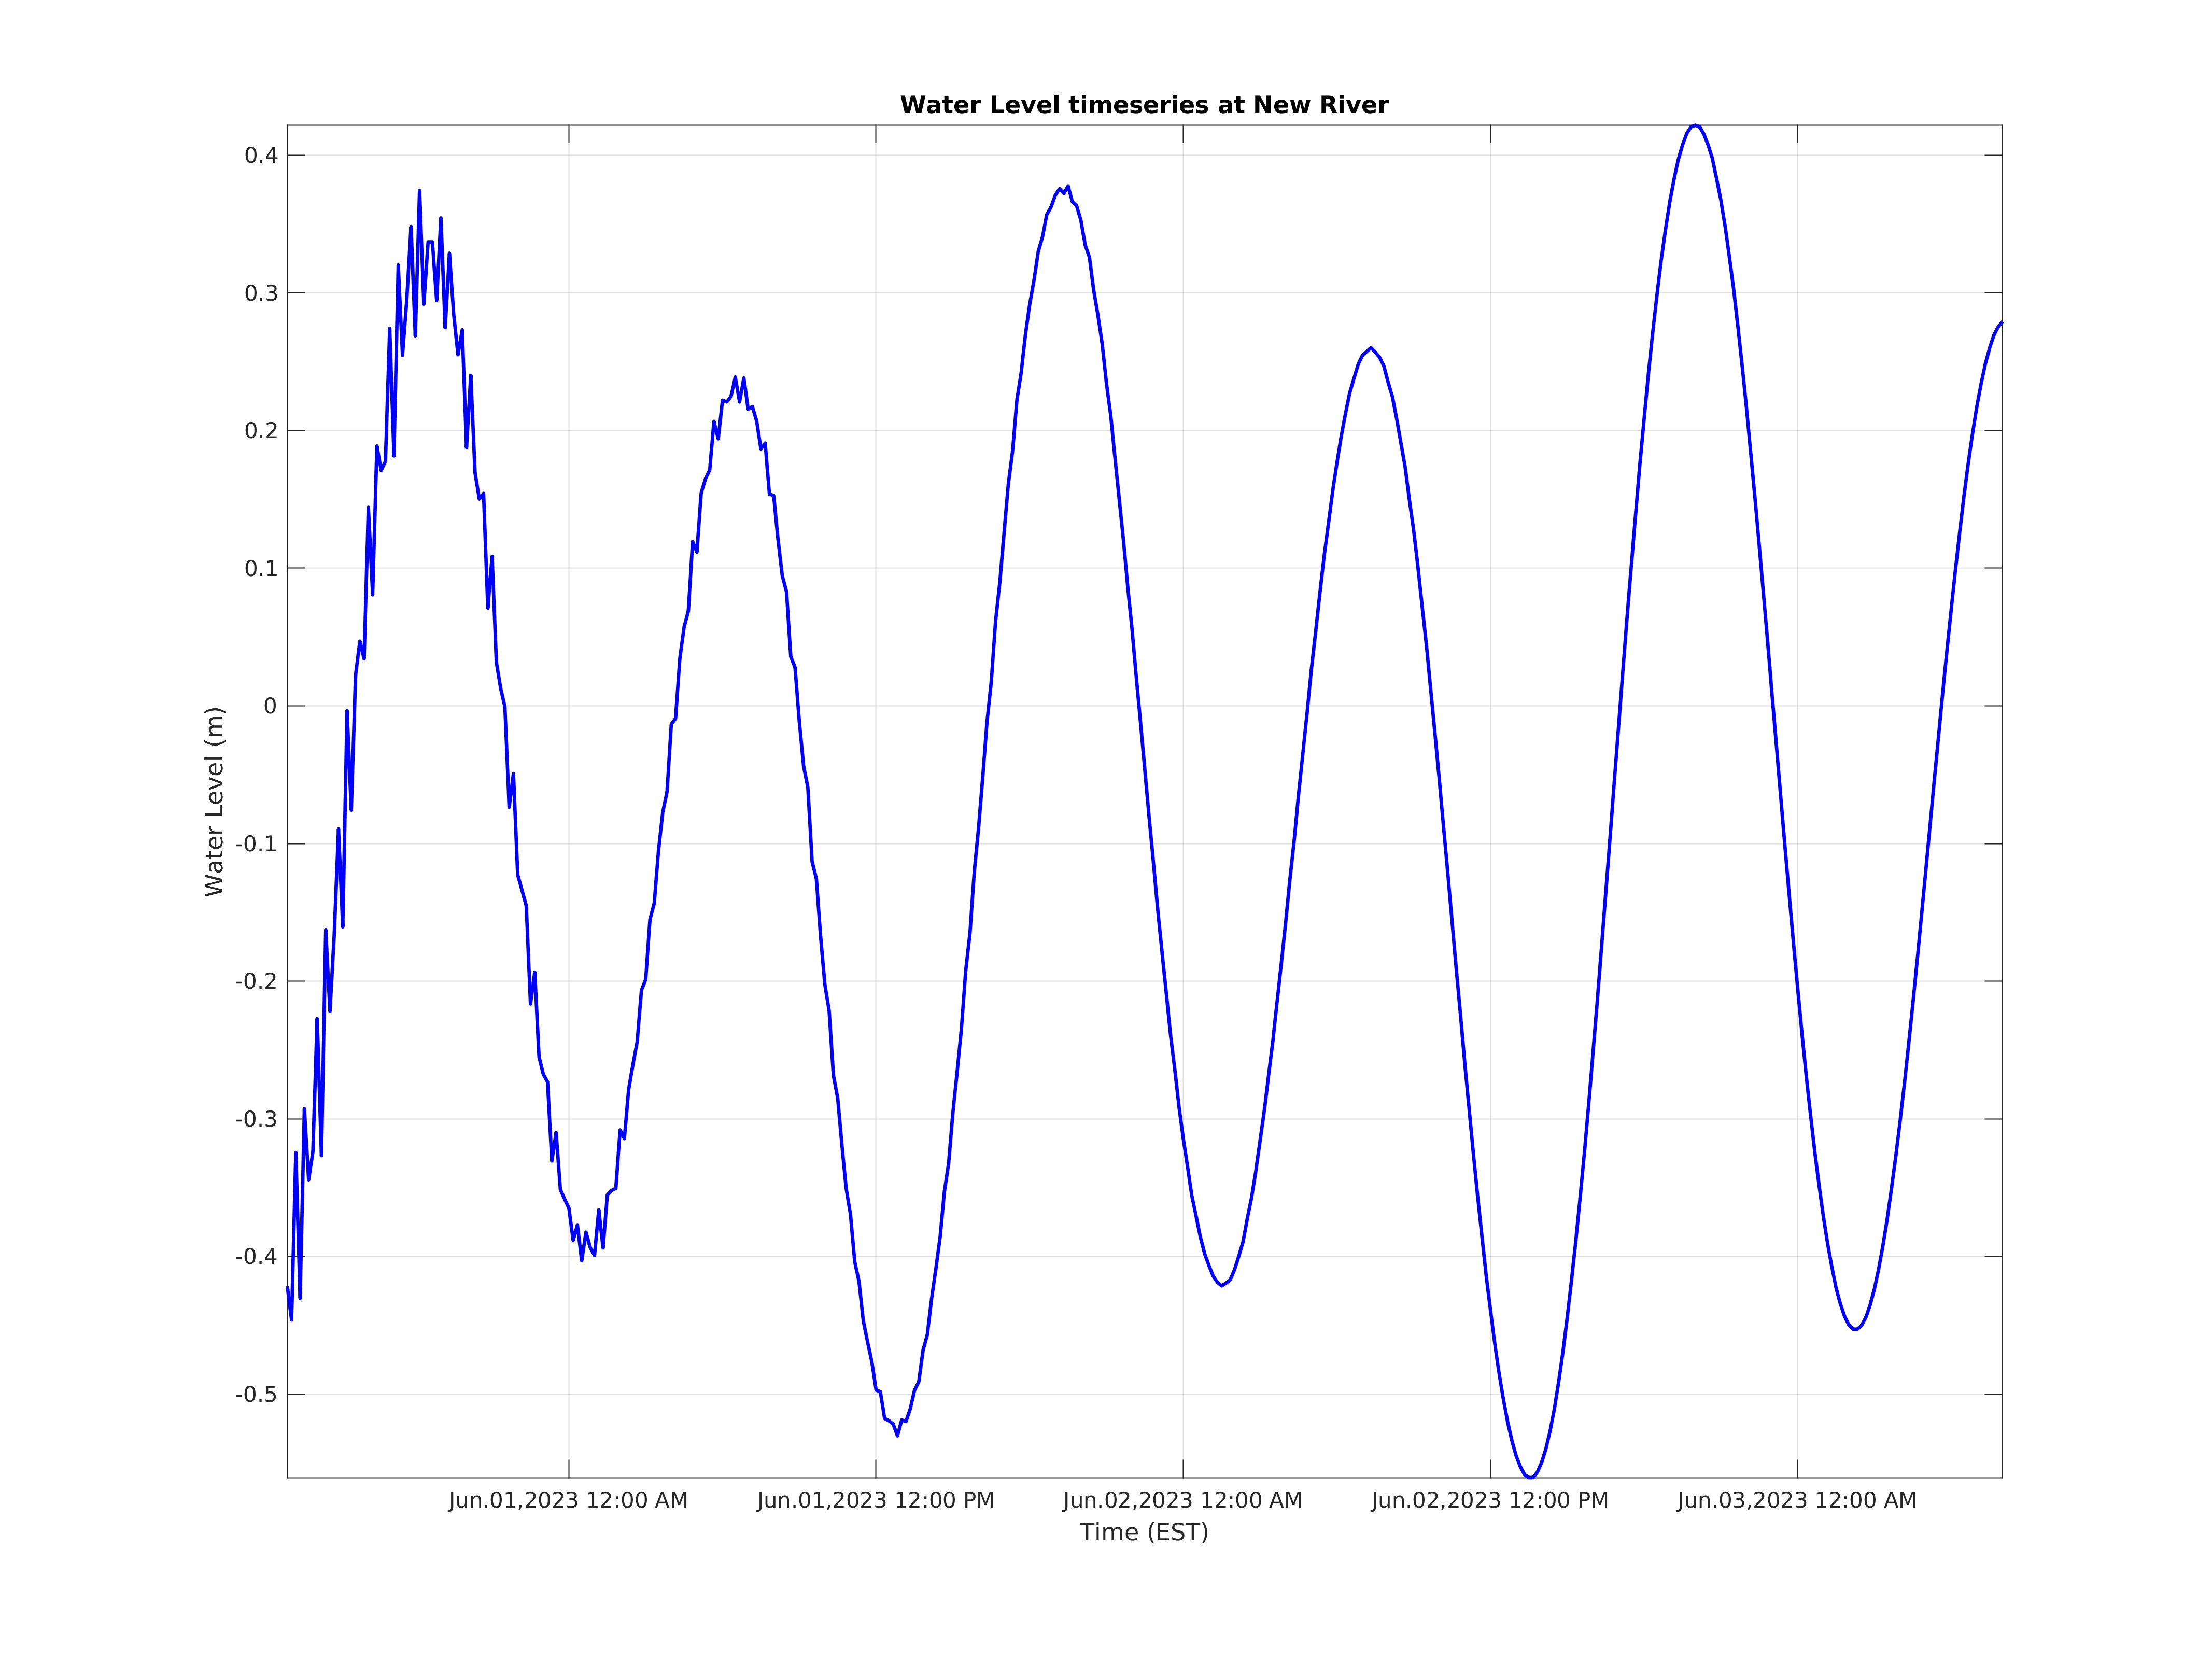 Water Level timeseries at New River
0.4
0.3
0.2
0.1
0
-0.1
-0.2
-0.3
-0.4
-0.5
Water Level (m)
Jun.01,2023 12:00 AM
Jun.01,2023 12:00 PM
Jun.02,2023 12:00 AM
Jun.02,2023 12:00 PM
Jun.03,2023 12:00 AM
Time (EST)